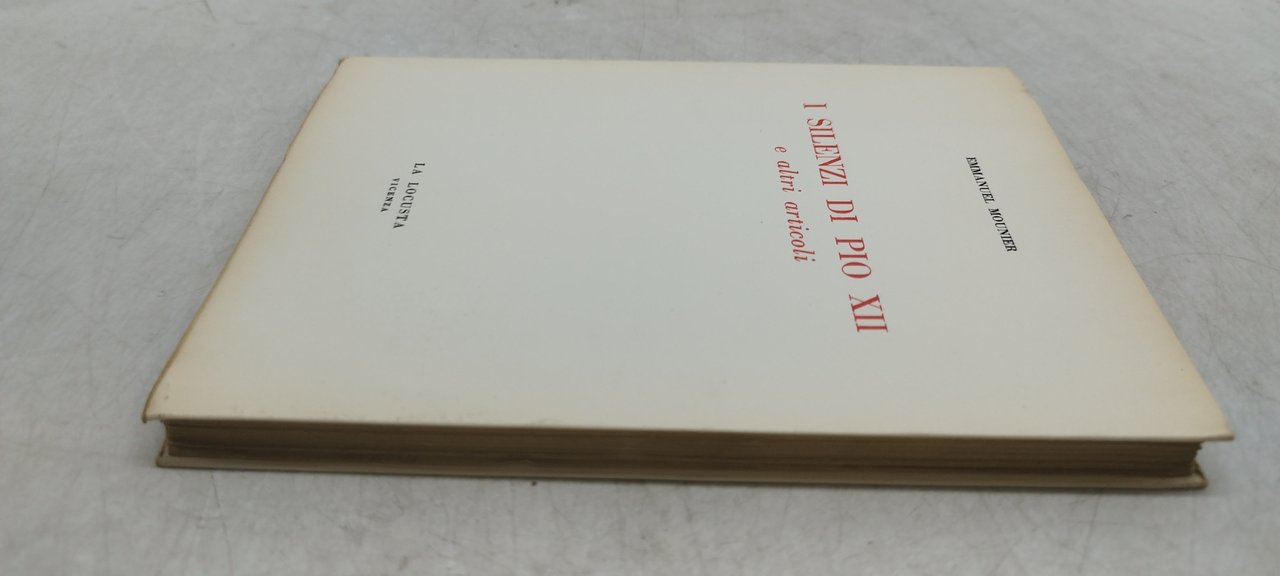 EMMANUEL MOUNIER
I SILENZI DI PIO XII
e altri articoli
LA LOCUSTA
VICENZA